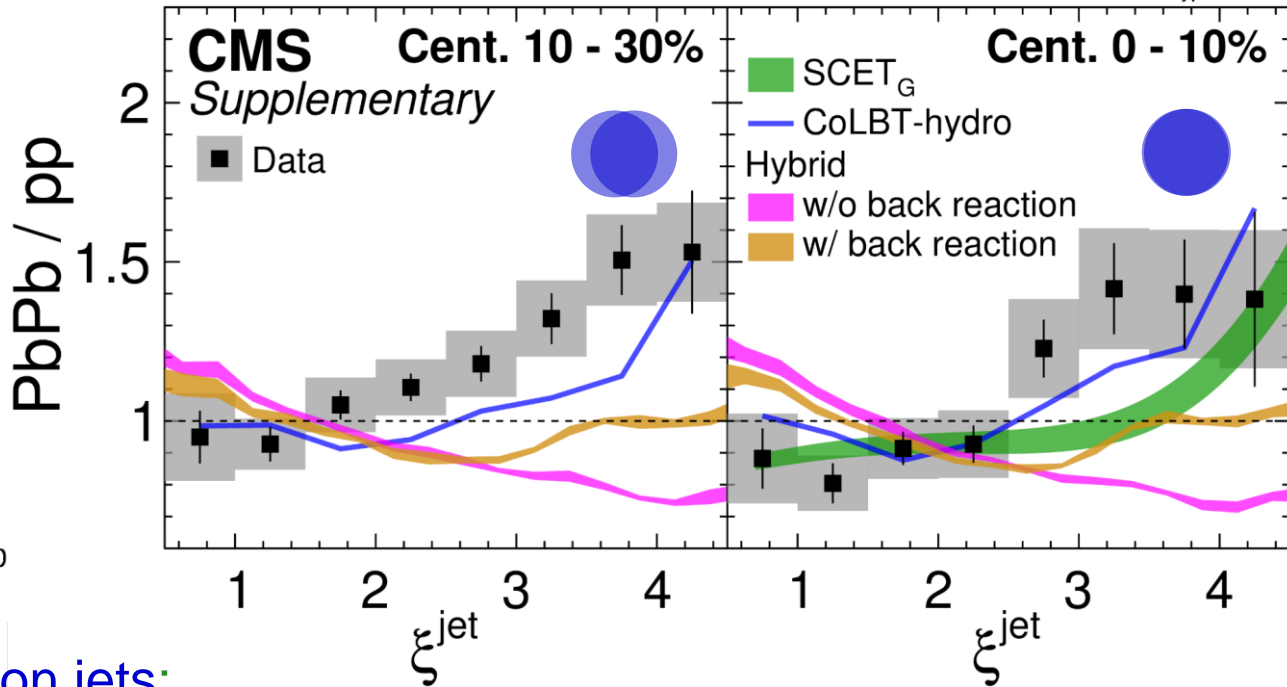 CMS
Supplementary
Cent. 10 - 30%
Data
PbPb / pp
2
1.5
1
1 2 3 4
ξ^jet
Cent. 0 - 10%
SCET_G
CoLBT-hydro
Hybrid
w/o back reaction
w/ back reaction
1 2 3 4
ξ^jet
on jets: